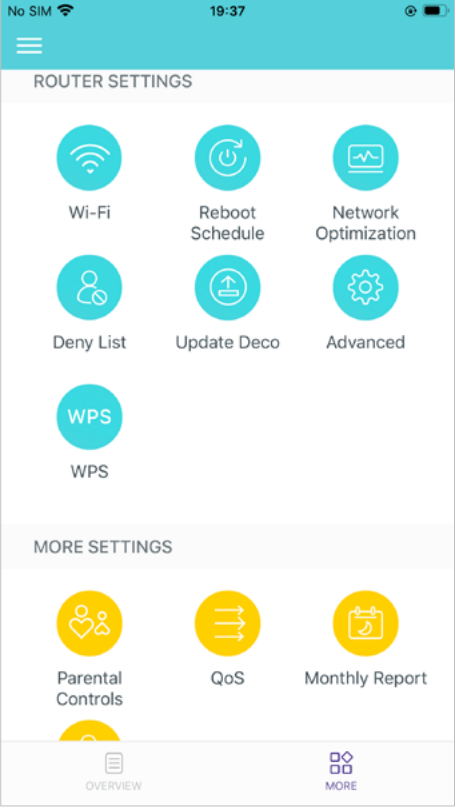 No SIM 19:37
ROUTER SETTINGS
Wi-Fi Reboot Network
Schedule Optimization
Deny List Update Deco Advanced
WPS
WPS
MORE SETTINGS
Parental QoS Monthly Report
Controls
OVERVIEW MORE